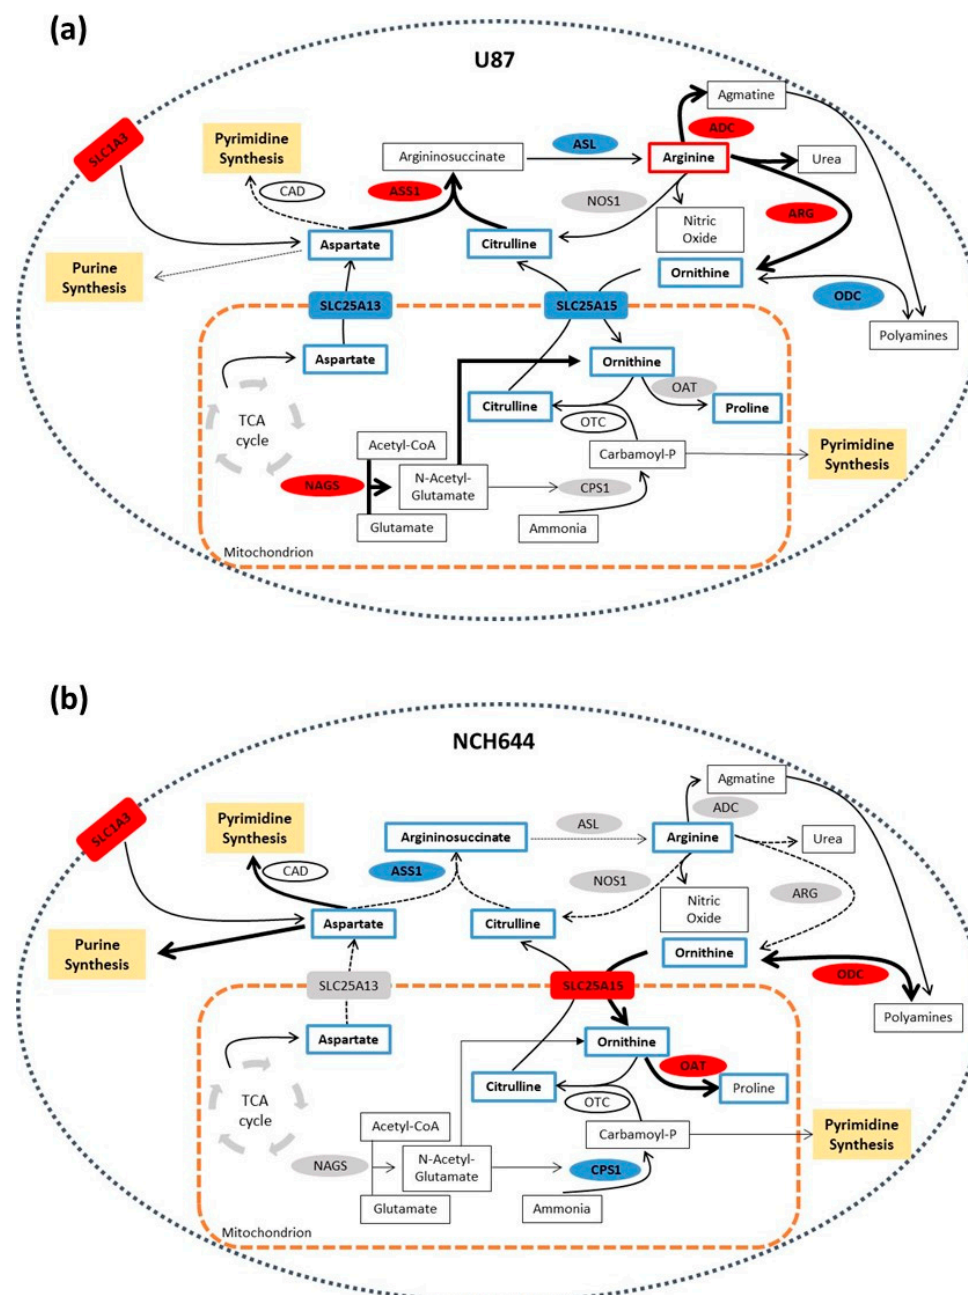 (a)
U87
Agmatine
SLC1A3
Pyrimidine
Synthesis
ADC
ASL
Argininosuccinate
Arginine
Urea
CAD
ASS1
NOS1
ARG
Nitric
Oxide
Aspartate
Citrulline
Purine
Synthesis
Ornithine
SLC25A13
SLC25A15
ODC
Polyamines
Aspartate
Ornithine
OAT
TCA
cycle
Citrulline
Proline
OTC
Acetyl-CoA
Carbamoyl-P
Pyrimidine
Synthesis
NAGS
N-Acetyl-
Glutamate
CPS1
Glutamate
Ammonia
Mitochondrion
(b)
NCH644
Agmatine
SLC1A3
Pyrimidine
Synthesis
ADC
ASL
Argininosuccinate
Arginine
Urea
CAD
ASS1
NOS1
ARG
Nitric
Oxide
Aspartate
Citrulline
Purine
Synthesis
Ornithine
SLC25A13
SLC25A15
ODC
Polyamines
Aspartate
Ornithine
OAT
TCA
cycle
Citrulline
Proline
OTC
Acetyl-CoA
Carbamoyl-P
Pyrimidine
Synthesis
NAGS
N-Acetyl-
Glutamate
CPS1
Glutamate
Ammonia
Mitochondrion